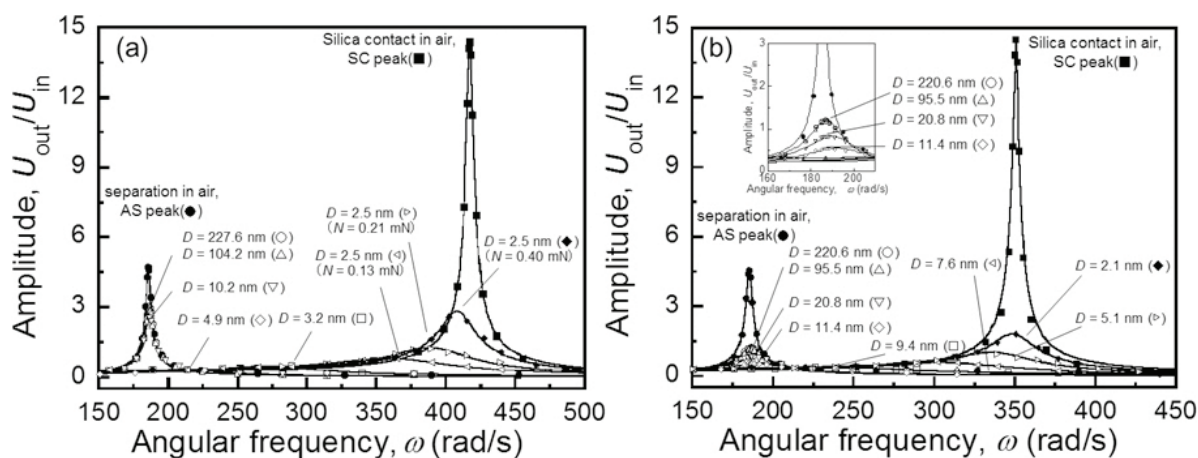 (a)
Silica contact in air,
SC peak(■)
separation in air,
AS peak(●)
D = 227.6 nm (○)
D = 104.2 nm (△)
D = 10.2 nm (▽)
D = 4.9 nm (◇)
D = 3.2 nm (□)
D = 2.5 nm (▷)
(N = 0.21 mN)
D = 2.5 nm (◁)
(N = 0.13 mN)
D = 2.5 nm (◆)
(N = 0.40 mN)
15
12
9
6
3
0
Amplitude, Uout/Uin
150 200 250 300 350 400 450 500
Angular frequency, ω (rad/s)
(b)
Silica contact in air,
SC peak(■)
3
2
1
0
Amplitude, Uout/Uin
160 180 200
Angular frequency, ω (rad/s)
D = 220.6 nm (○)
D = 95.5 nm (△)
D = 20.8 nm (▽)
D = 11.4 nm (◇)
separation in air,
AS peak(●)
D = 220.6 nm (○)
D = 95.5 nm (△)
D = 20.8 nm (▽)
D = 11.4 nm (◇)
D = 9.4 nm (□)
D = 7.6 nm (◁)
D = 2.1 nm (◆)
D = 5.1 nm (▷)
15
12
9
6
3
0
Amplitude, Uout/Uin
150 200 250 300 350 400 450
Angular frequency, ω (rad/s)